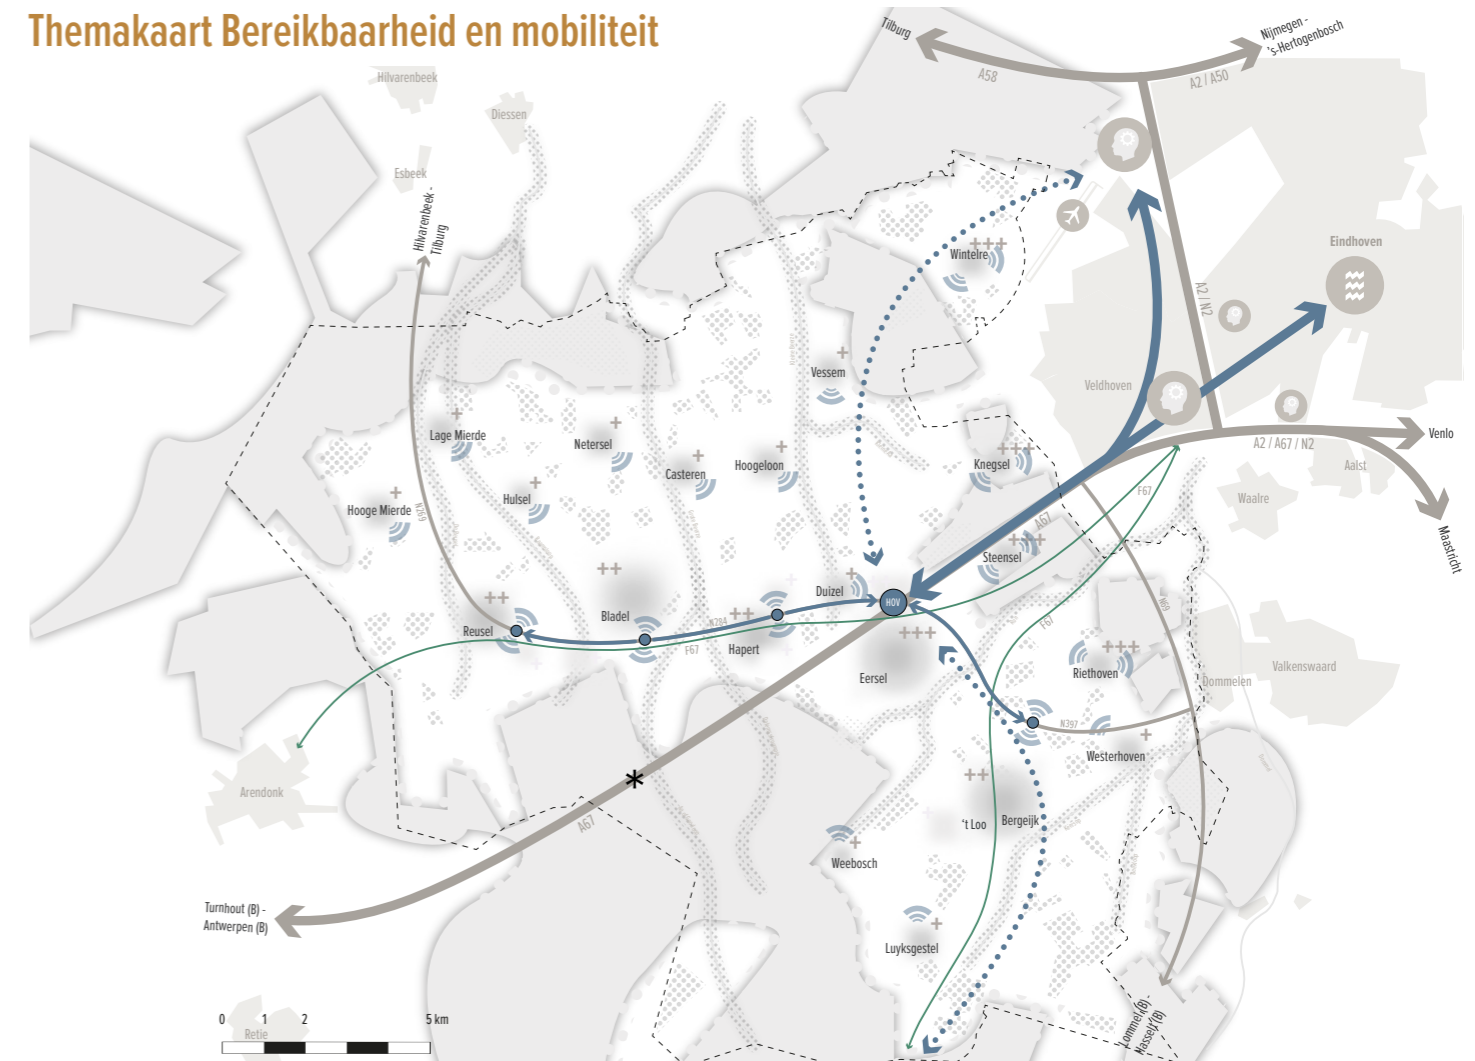 Themakaart Bereikbaarheid en mobiliteit
Tilburg
Nijmegen -
's-Hertogenbosch
A58
A2 / A50
Hilvarenbeek
Diessen
Esbeek
Hilvarenbeek -
Tilburg
Wintelre
Eindhoven
A2 / N2
Vessem
Veldhoven
Lage Mierde
Netersel
Casteren
Hoogeloon
Knegsel
A2 / A67 / N2
Venlo
Aalst
Waalre
Maastricht
Hooge Mierde
N269
Hulsel
F67
A67
Steensel
N69
Duizel
HOV
Bladel
Reusel
N284
F67
Hapert
F67
Eersel
Riethoven
Valkenswaard
Dommelen
N397
Westerhoven
Arendonk
A67
't Loo
Bergeijk
Weebosch
Turnhout (B) -
Antwerpen (B)
Luyksgestel
Lommel (B) -
Hasselt (B)
0 1 2 5 km
Retie